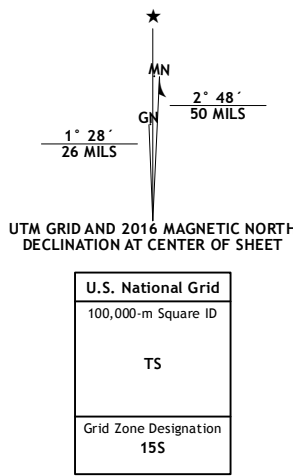 ★
MN
GN
2° 48´
50 MILS
1° 28´
26 MILS
UTM GRID AND 2016 MAGNETIC NORTH
DECLINATION AT CENTER OF SHEET
U.S. National Grid
100,000-m Square ID
TS
Grid Zone Designation
15S